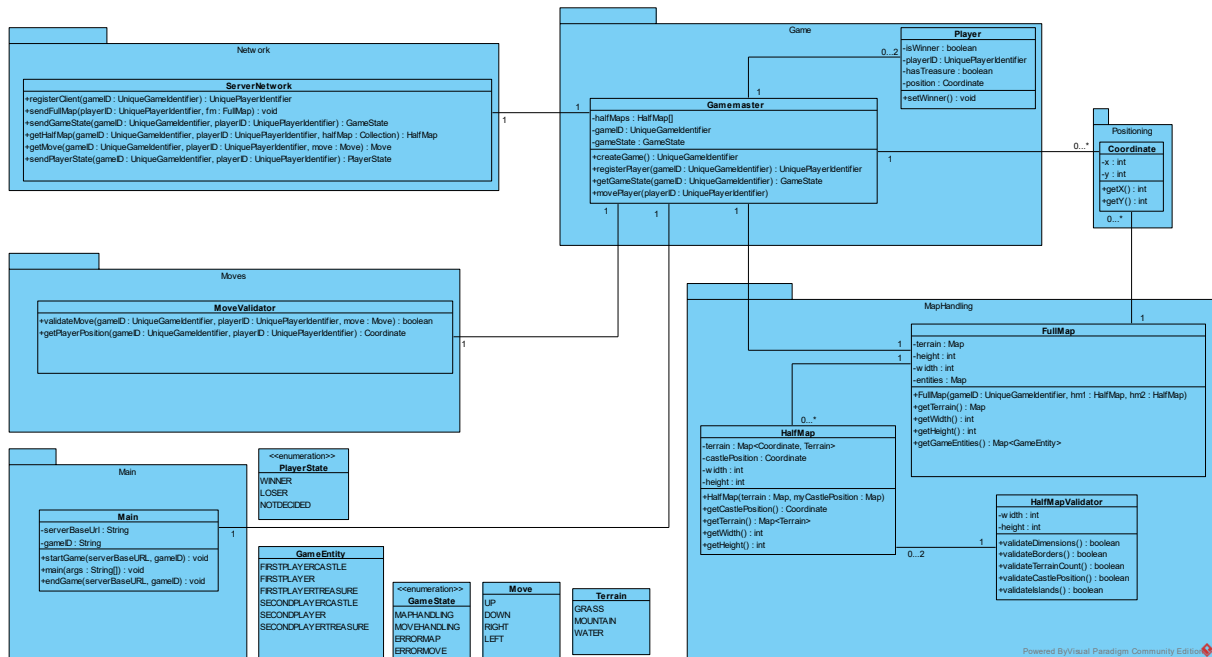 Network
ServerNetwork
+registerClient(gameID : UniqueGameIdentifier) : UniquePlayerIdentifier
+sendFullMap(playerID : UniquePlayerIdentifier, fm : FullMap) : void
+sendGameState(gameID : UniqueGameIdentifier, playerID : UniquePlayerIdentifier) : GameState
+getHalfMap(gameID : UniqueGameIdentifier, playerID : UniquePlayerIdentifier, halfMap : Collection) : HalfMap
+getMove(gameID : UniqueGameIdentifier, playerID : UniquePlayerIdentifier, move : Move) : Move
+sendPlayerState(gameID : UniqueGameIdentifier, playerID : UniquePlayerIdentifier) : PlayerState
1
1
Game
Player
-isWinner : boolean
-playerID : UniquePlayerIdentifier
-hasTreasure : boolean
-position : Coordinate
+setWinner() : void
0...2
1
Gamemaster
-halfMaps : HalfMap[]
-gameID : UniqueGameIdentifier
-gameState : GameState
+createGame() : UniqueGameIdentifier
+registerPlayer(gameID : UniqueGameIdentifier) : UniquePlayerIdentifier
+getGameState(gameID : UniqueGameIdentifier) : GameState
+movePlayer(playerID : UniquePlayerIdentifier)
1
1
1
1
0...*
Positioning
Coordinate
-x : int
-y : int
+getX() : int
+getY() : int
0...*
1
Moves
MoveValidator
+validateMove(gameID : UniqueGameIdentifier, playerID : UniquePlayerIdentifier, move : Move) : boolean
+getPlayerPosition(gameID : UniqueGameIdentifier, playerID : UniquePlayerIdentifier) : Coordinate
1
MapHandling
FullMap
-terrain : Map
-height : int
-width : int
-entities : Map
+FullMap(gameID : UniqueGameIdentifier, hm1 : HalfMap, hm2 : HalfMap)
+getTerrain() : Map
+getWidth() : int
+getHeight() : int
+getGameEntities() : Map<GameEntity>
1
1
0...*
HalfMap
-terrain : Map<Coordinate, Terrain>
-castlePosition : Coordinate
-width : int
-height : int
+HalfMap(terrain : Map, myCastlePosition : Map)
+getCastlePosition() : Coordinate
+getTerrain() : Map<Terrain>
+getWidth() : int
+getHeight() : int
0...2
1
HalfMapValidator
-width : int
-height : int
+validateDimensions() : boolean
+validateBorders() : boolean
+validateTerrainCount() : boolean
+validateCastlePosition() : boolean
+validateIslands() : boolean
Main
Main
-serverBaseUrl : String
-gameID : String
+startGame(serverBaseURL, gameID) : void
+main(args : String[]) : void
+endGame(serverBaseURL, gameID) : void
1
<<enumeration>>
PlayerState
WINNER
LOSER
NOTDECIDED
GameEntity
FIRSTPLAYERCASTLE
FIRSTPLAYER
FIRSTPLAYERTREASURE
SECONDPLAYERCASTLE
SECONDPLAYER
SECONDPLAYERTREASURE
<<enumeration>>
GameState
MAPHANDLING
MOVEHANDLING
ERRORMAP
ERRORMOVE
Move
UP
DOWN
RIGHT
LEFT
Terrain
GRASS
MOUNTAIN
WATER
Powered By Visual Paradigm Community Edition